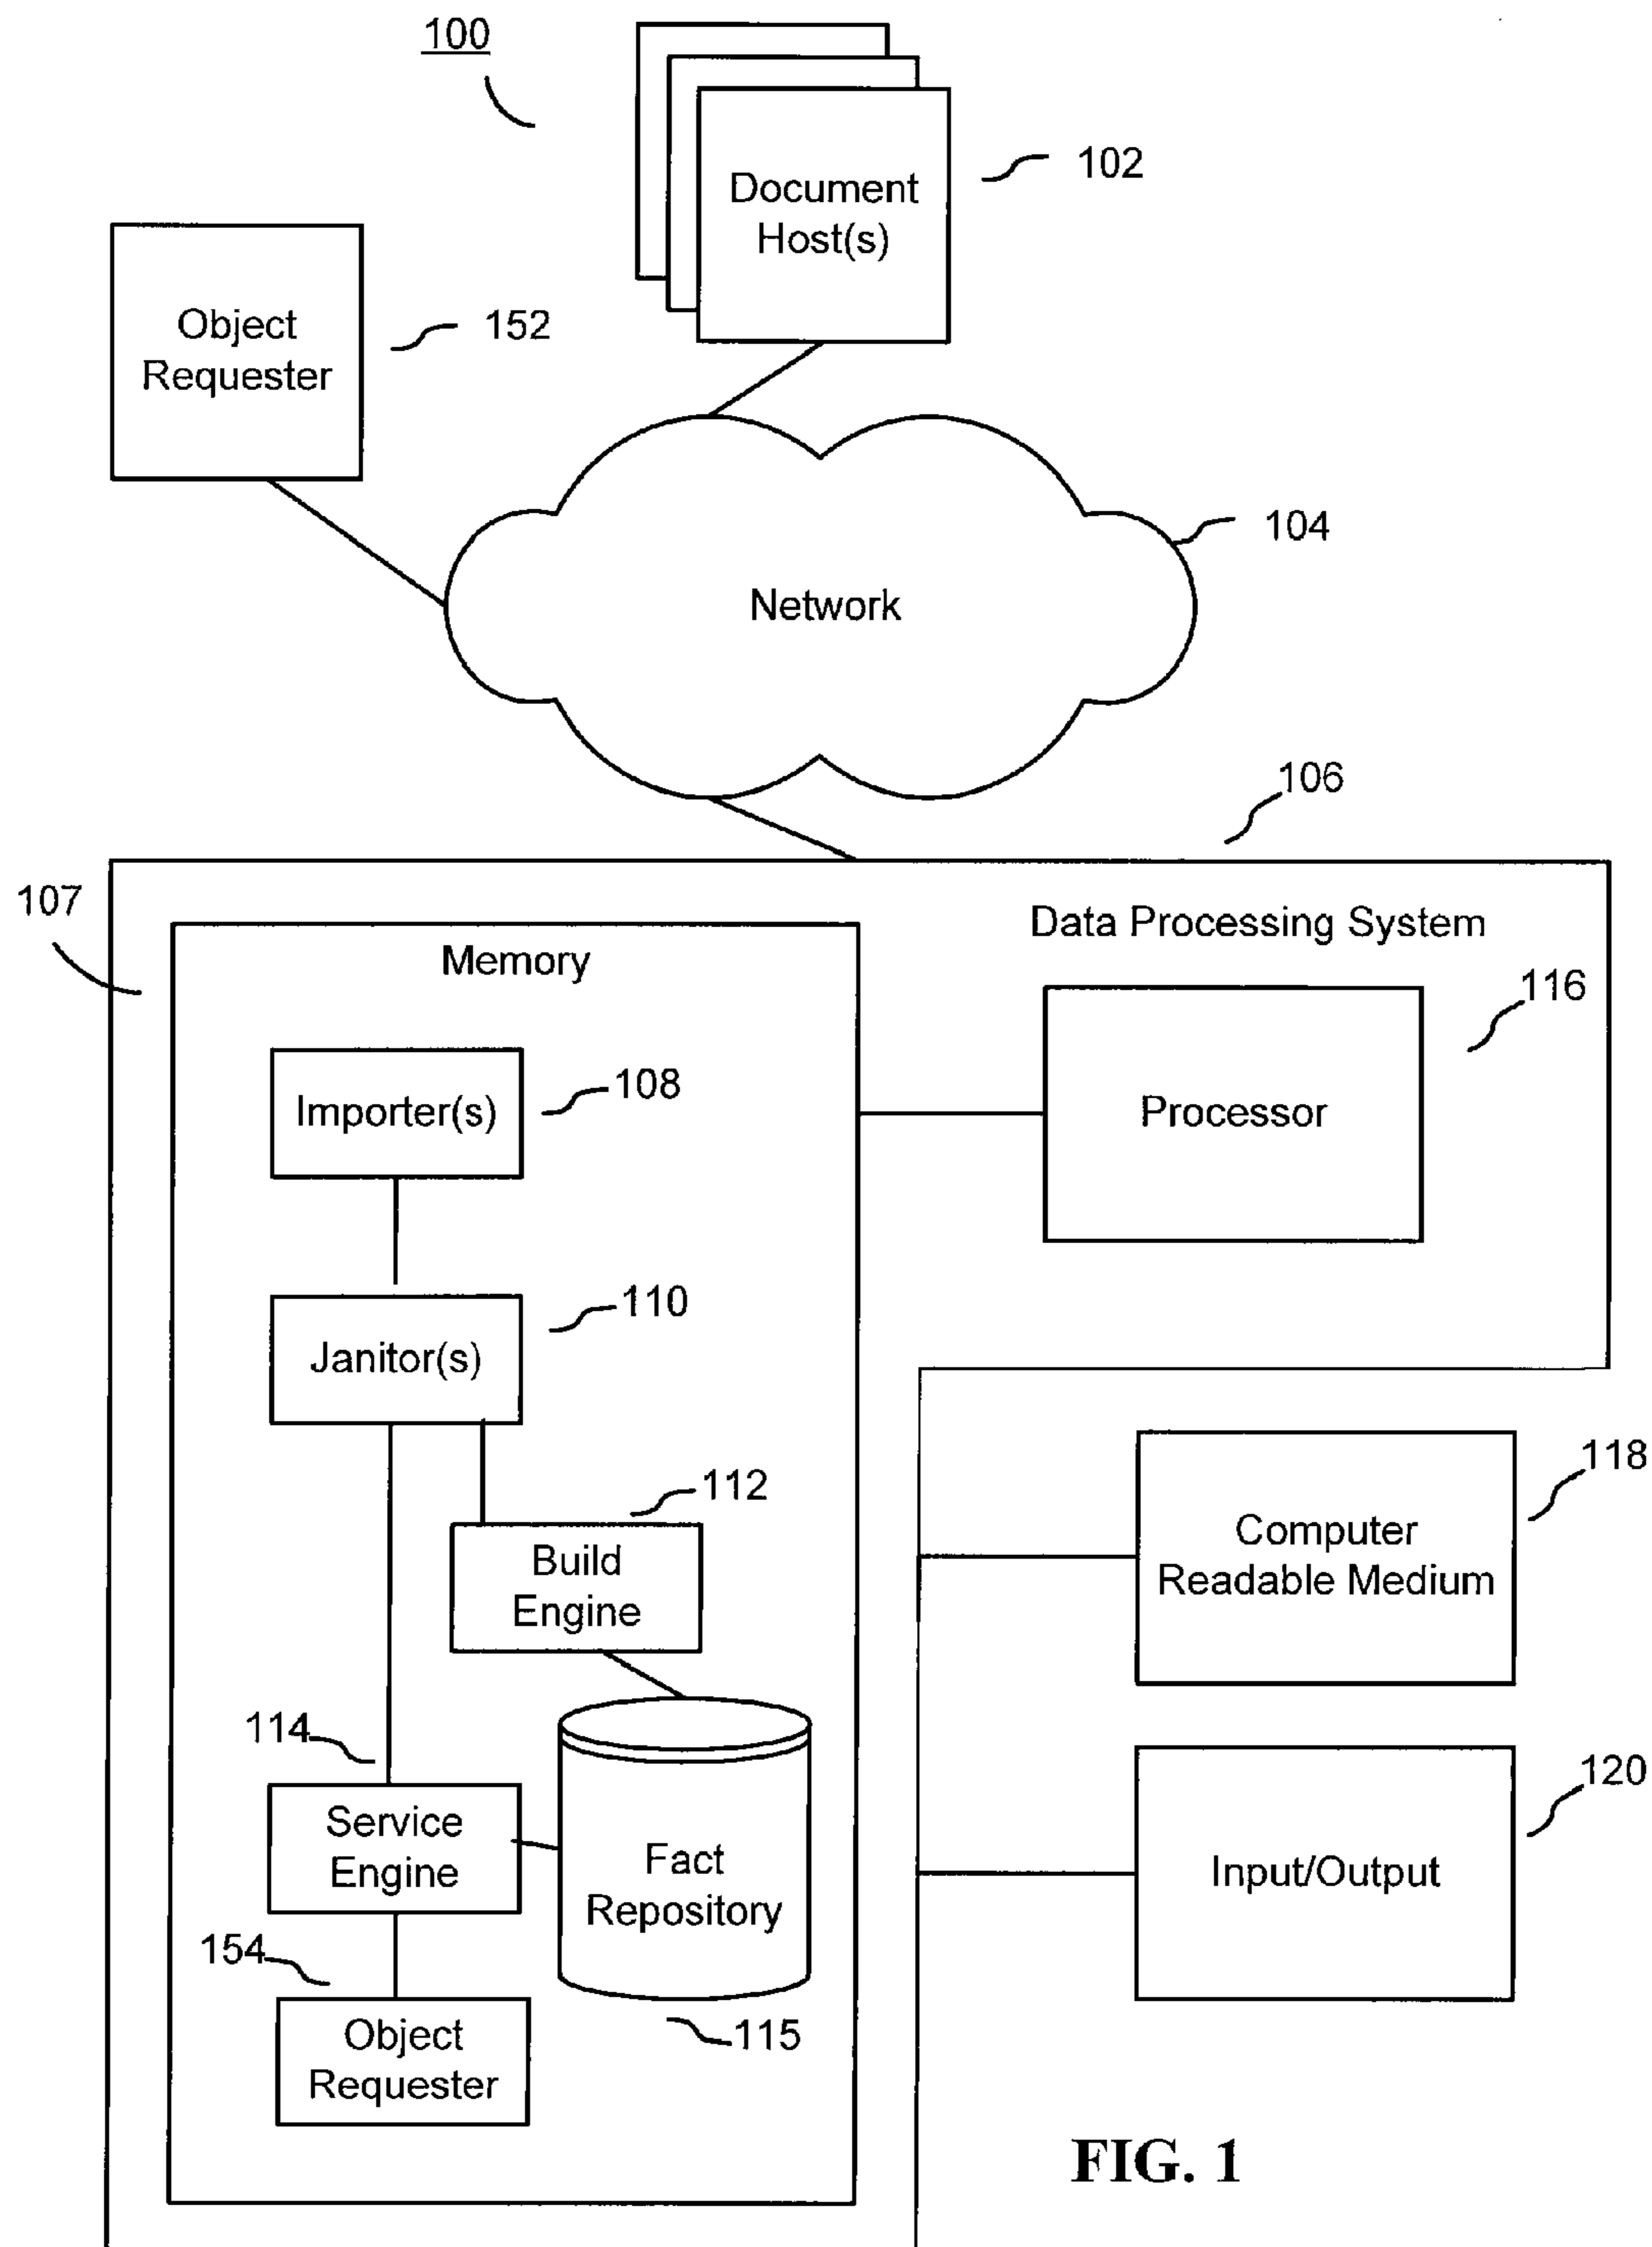 100
102
Document
Host(s)
Object
Requester
152
104
Network
106
107
Data Processing System
Memory
116
Importer(s)
108
Processor
110
Janitor(s)
118
112
Computer
Readable Medium
Build
Engine
114
120
Service
Engine
Fact
Repository
Input/Output
154
115
Object
Requester
FIG. 1